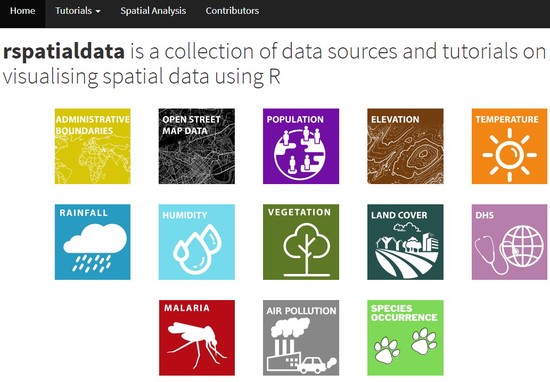 Home Tutorials Spatial Analysis Contributors
rspatialdata is a collection of data sources and tutorials on
visualising spatial data using R
ADMINISTRATIVE
BOUNDARIES
OPEN STREET
MAP DATA
POPULATION
ELEVATION
TEMPERATURE
RAINFALL
HUMIDITY
VEGETATION
LAND COVER
DHS
MALARIA
AIR POLLUTION
SPECIES
OCCURRENCE